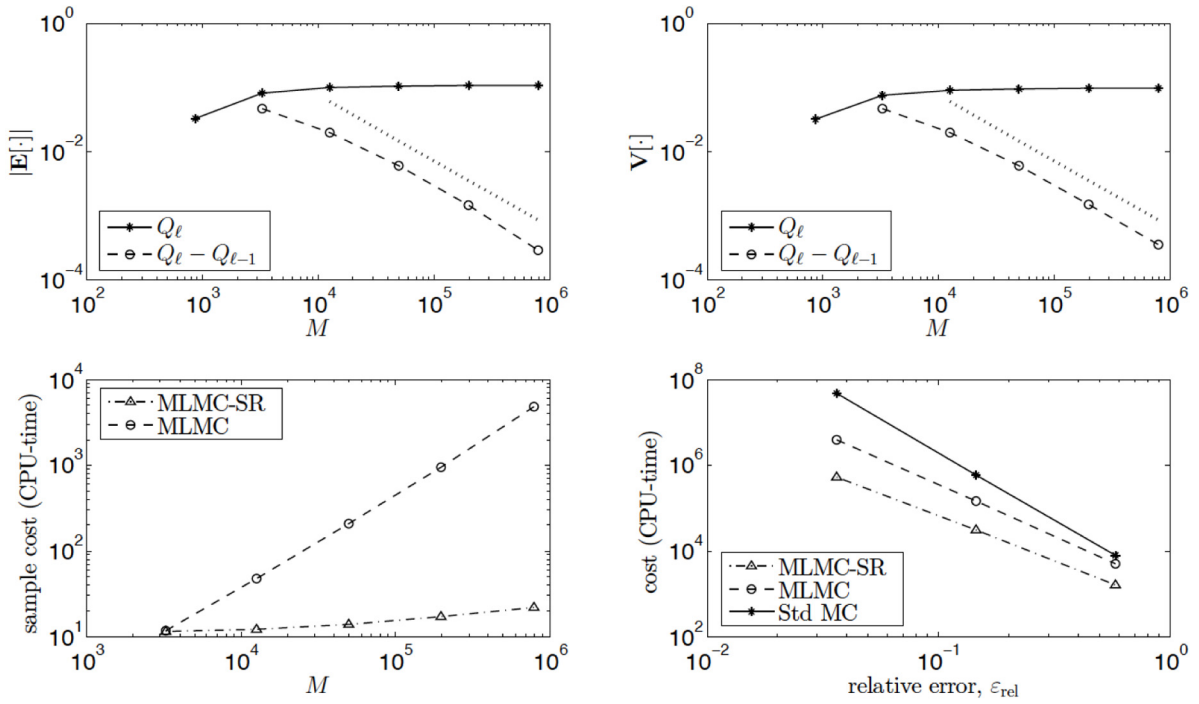 10^0
10^-2
10^-4
|E[·]|
Q_ℓ
Q_ℓ − Q_ℓ−1
10^2 10^3 10^4 10^5 10^6
M
10^0
10^-2
10^-4
V[·]
Q_ℓ
Q_ℓ − Q_ℓ−1
10^2 10^3 10^4 10^5 10^6
M
10^4
10^3
10^2
10^1
sample cost (CPU-time)
MLMC-SR
MLMC
10^3 10^4 10^5 10^6
M
10^8
10^6
10^4
10^2
cost (CPU-time)
MLMC-SR
MLMC
Std MC
10^-2 10^-1 10^0
relative error, ε_rel